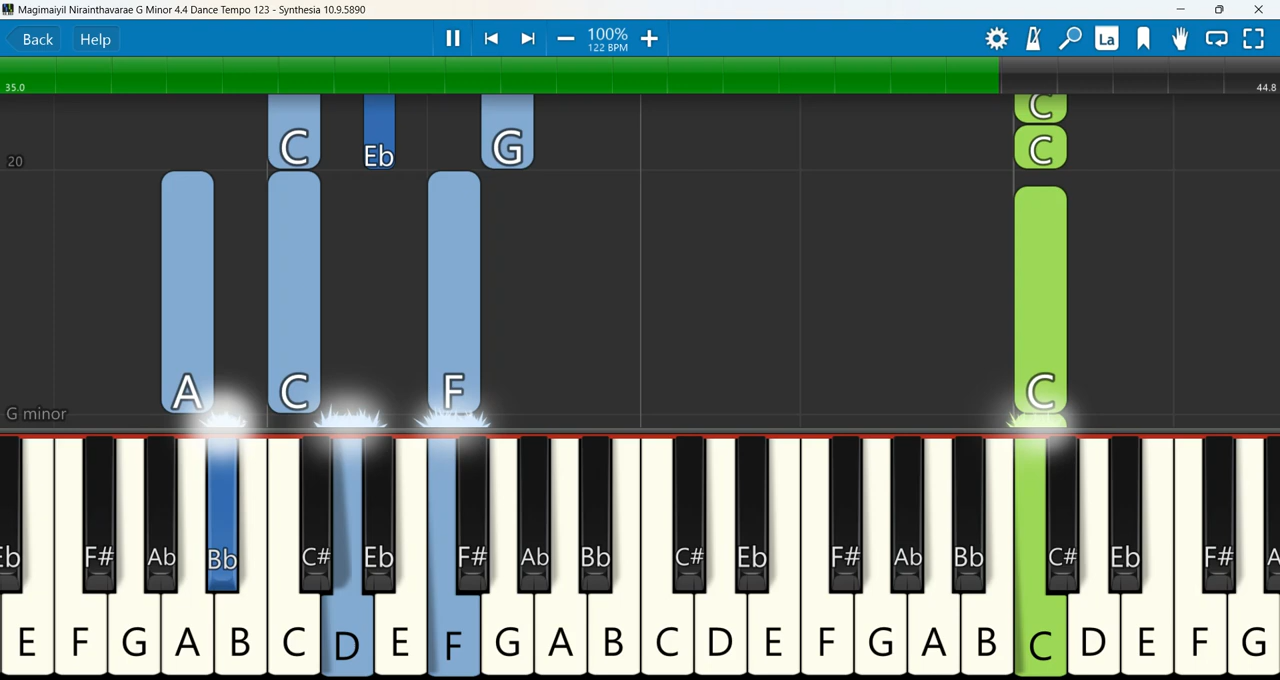 Magimaiyil Nirainthavarae G Minor 4.4 Dance Tempo 123 - Synthesia 10.9.5890
Back Help 100% La
122 BPM
35.0 44.8
C
C Eb G C
20
A C F C
G minor
Eb F# Ab Bb C# Eb F# Ab Bb C# Eb F# Ab Bb C# Eb F# A
E F G A B C D E F G A B C D E F G A B C D E F G